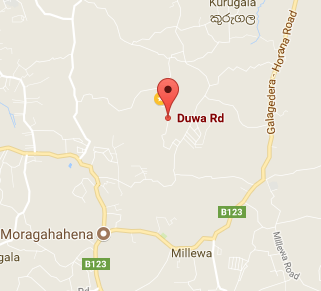 Kurugala
කුරුගල
Galagedera - Horana Road
Duwa Rd
B123
Moragahahena
Millewa
Millewa Road
gala
B123
Rd